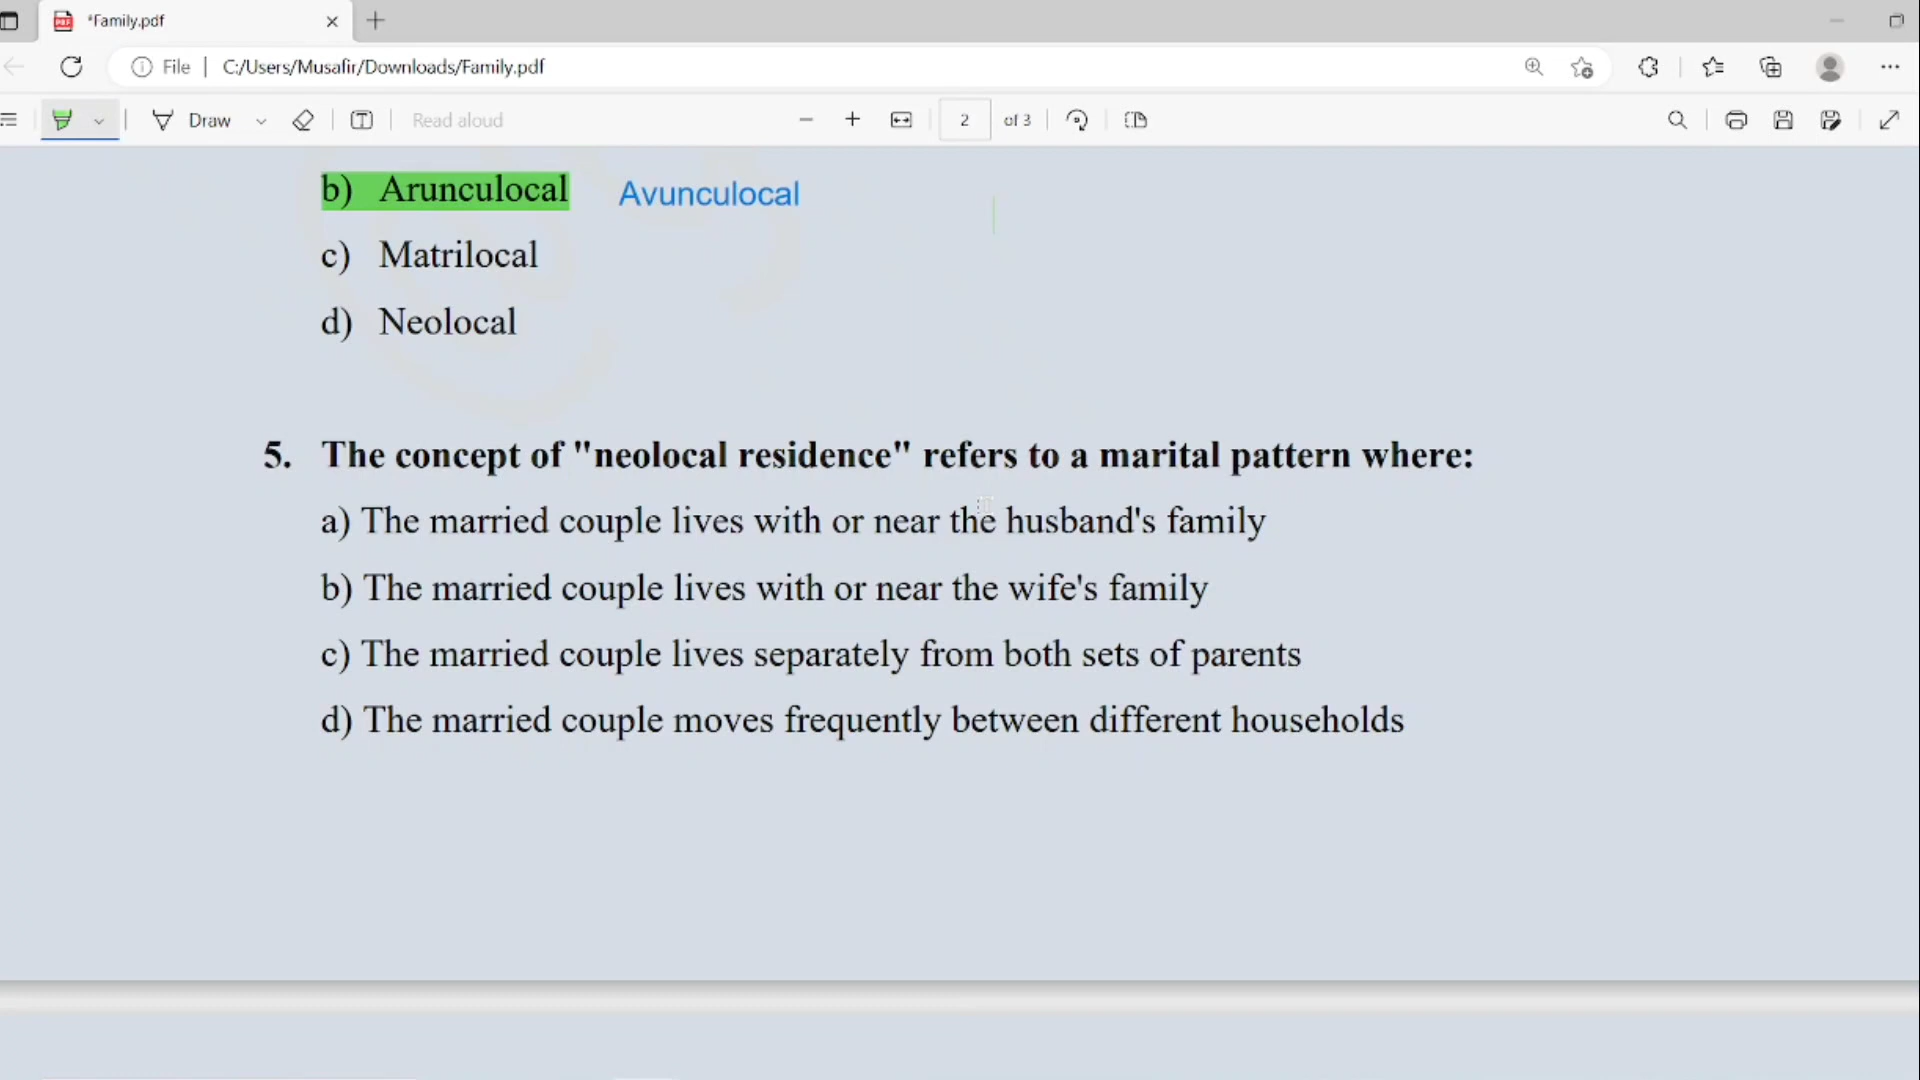 *Family.pdf
File | C:/Users/Musafir/Downloads/Family.pdf
Draw Read aloud 2 of 3
b) Arunculocal Avunculocal
c) Matrilocal
d) Neolocal
5. The concept of "neolocal residence" refers to a marital pattern where:
a) The married couple lives with or near the husband's family
b) The married couple lives with or near the wife's family
c) The married couple lives separately from both sets of parents
d) The married couple moves frequently between different households